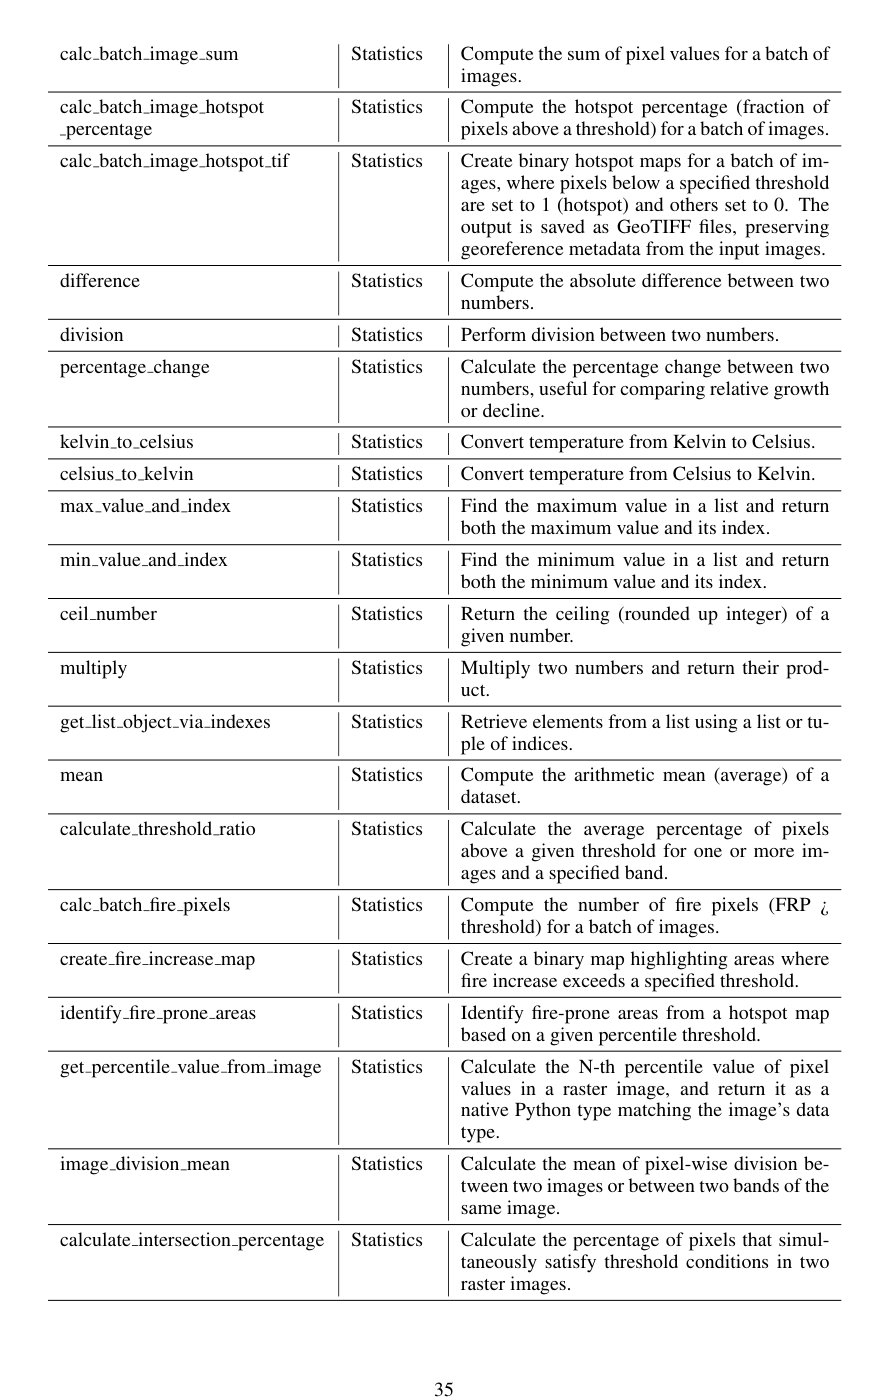 calc_batch_image_sum Statistics Compute the sum of pixel values for a batch of
images.
calc_batch_image_hotspot Statistics Compute the hotspot percentage (fraction of
_percentage pixels above a threshold) for a batch of images.
calc_batch_image_hotspot_tif Statistics Create binary hotspot maps for a batch of im-
ages, where pixels below a specified threshold
are set to 1 (hotspot) and others set to 0. The
output is saved as GeoTIFF files, preserving
georeference metadata from the input images.
difference Statistics Compute the absolute difference between two
numbers.
division Statistics Perform division between two numbers.
percentage_change Statistics Calculate the percentage change between two
numbers, useful for comparing relative growth
or decline.
kelvin_to_celsius Statistics Convert temperature from Kelvin to Celsius.
celsius_to_kelvin Statistics Convert temperature from Celsius to Kelvin.
max_value_and_index Statistics Find the maximum value in a list and return
both the maximum value and its index.
min_value_and_index Statistics Find the minimum value in a list and return
both the minimum value and its index.
ceil_number Statistics Return the ceiling (rounded up integer) of a
given number.
multiply Statistics Multiply two numbers and return their prod-
uct.
get_list_object_via_indexes Statistics Retrieve elements from a list using a list or tu-
ple of indices.
mean Statistics Compute the arithmetic mean (average) of a
dataset.
calculate_threshold_ratio Statistics Calculate the average percentage of pixels
above a given threshold for one or more im-
ages and a specified band.
calc_batch_fire_pixels Statistics Compute the number of fire pixels (FRP ¿
threshold) for a batch of images.
create_fire_increase_map Statistics Create a binary map highlighting areas where
fire increase exceeds a specified threshold.
identify_fire_prone_areas Statistics Identify fire-prone areas from a hotspot map
based on a given percentile threshold.
get_percentile_value_from_image Statistics Calculate the N-th percentile value of pixel
values in a raster image, and return it as a
native Python type matching the image's data
type.
image_division_mean Statistics Calculate the mean of pixel-wise division be-
tween two images or between two bands of the
same image.
calculate_intersection_percentage Statistics Calculate the percentage of pixels that simul-
taneously satisfy threshold conditions in two
raster images.
35